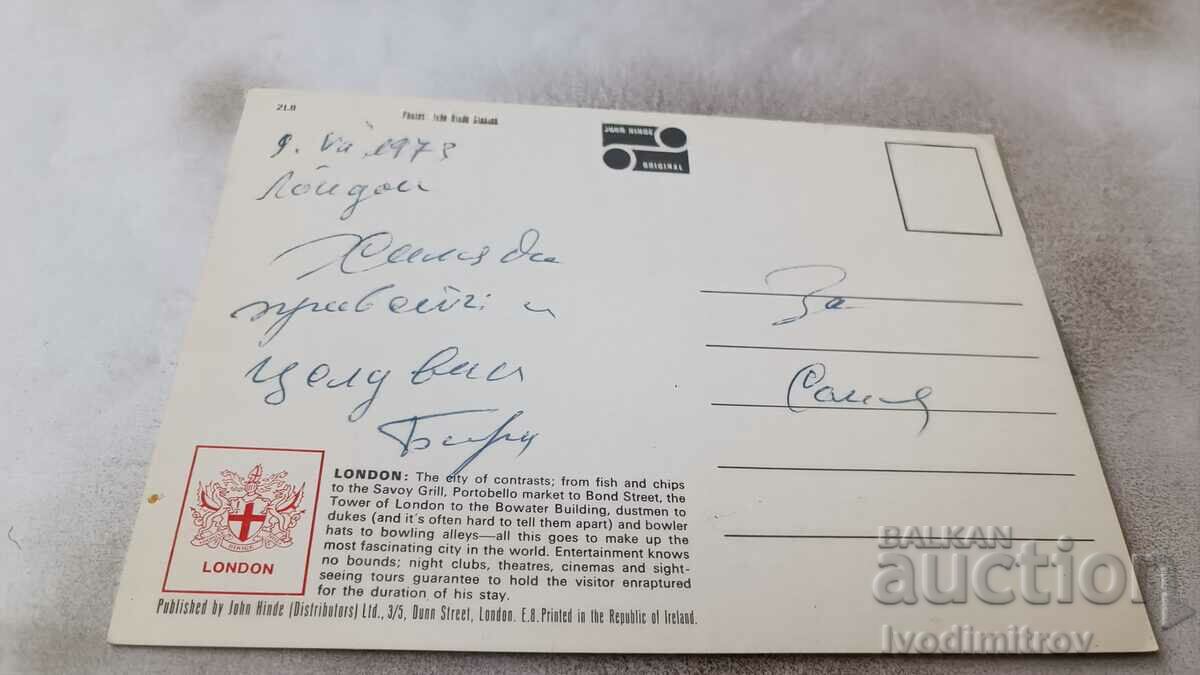 2L8
Photos: John Hinde Studios
JOHN HINDE
ORIGINAL
9. VII 1973
Лондон
Хиляди
привети и
целувки
За
Соня
LONDON: The city of contrasts; from fish and chips
to the Savoy Grill, Portobello market to Bond Street, the
Tower of London to the Bowater Building, dustmen to
dukes (and it's often hard to tell them apart) and bowler
hats to bowling alleys—all this goes to make up the
most fascinating city in the world. Entertainment knows
no bounds; night clubs, theatres, cinemas and sight-
seeing tours guarantee to hold the visitor enraptured
for the duration of his stay.
LONDON
Published by John Hinde (Distributors) Ltd., 3/5, Dunn Street, London. E.8. Printed in the Republic of Ireland.
BALKAN
auction
Ivodimitrov